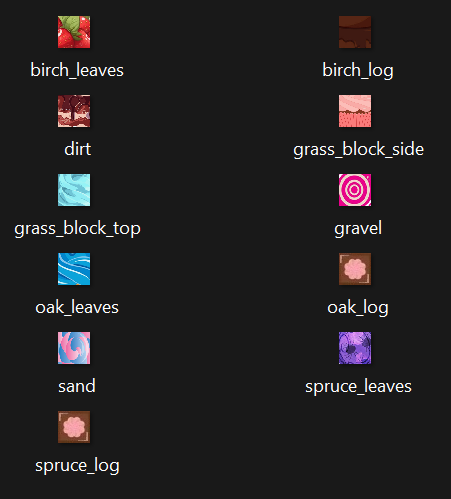 birch_leaves
birch_log
dirt
grass_block_side
grass_block_top
gravel
oak_leaves
oak_log
sand
spruce_leaves
spruce_log